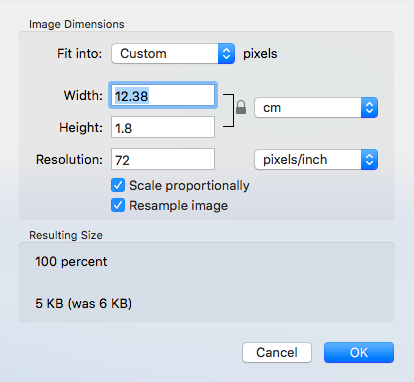 Image Dimensions
Fit into: Custom pixels
Width: 12.38 cm
Height: 1.8
Resolution: 72 pixels/inch
Scale proportionally
Resample image
Resulting Size
100 percent
5 KB (was 6 KB)
Cancel OK